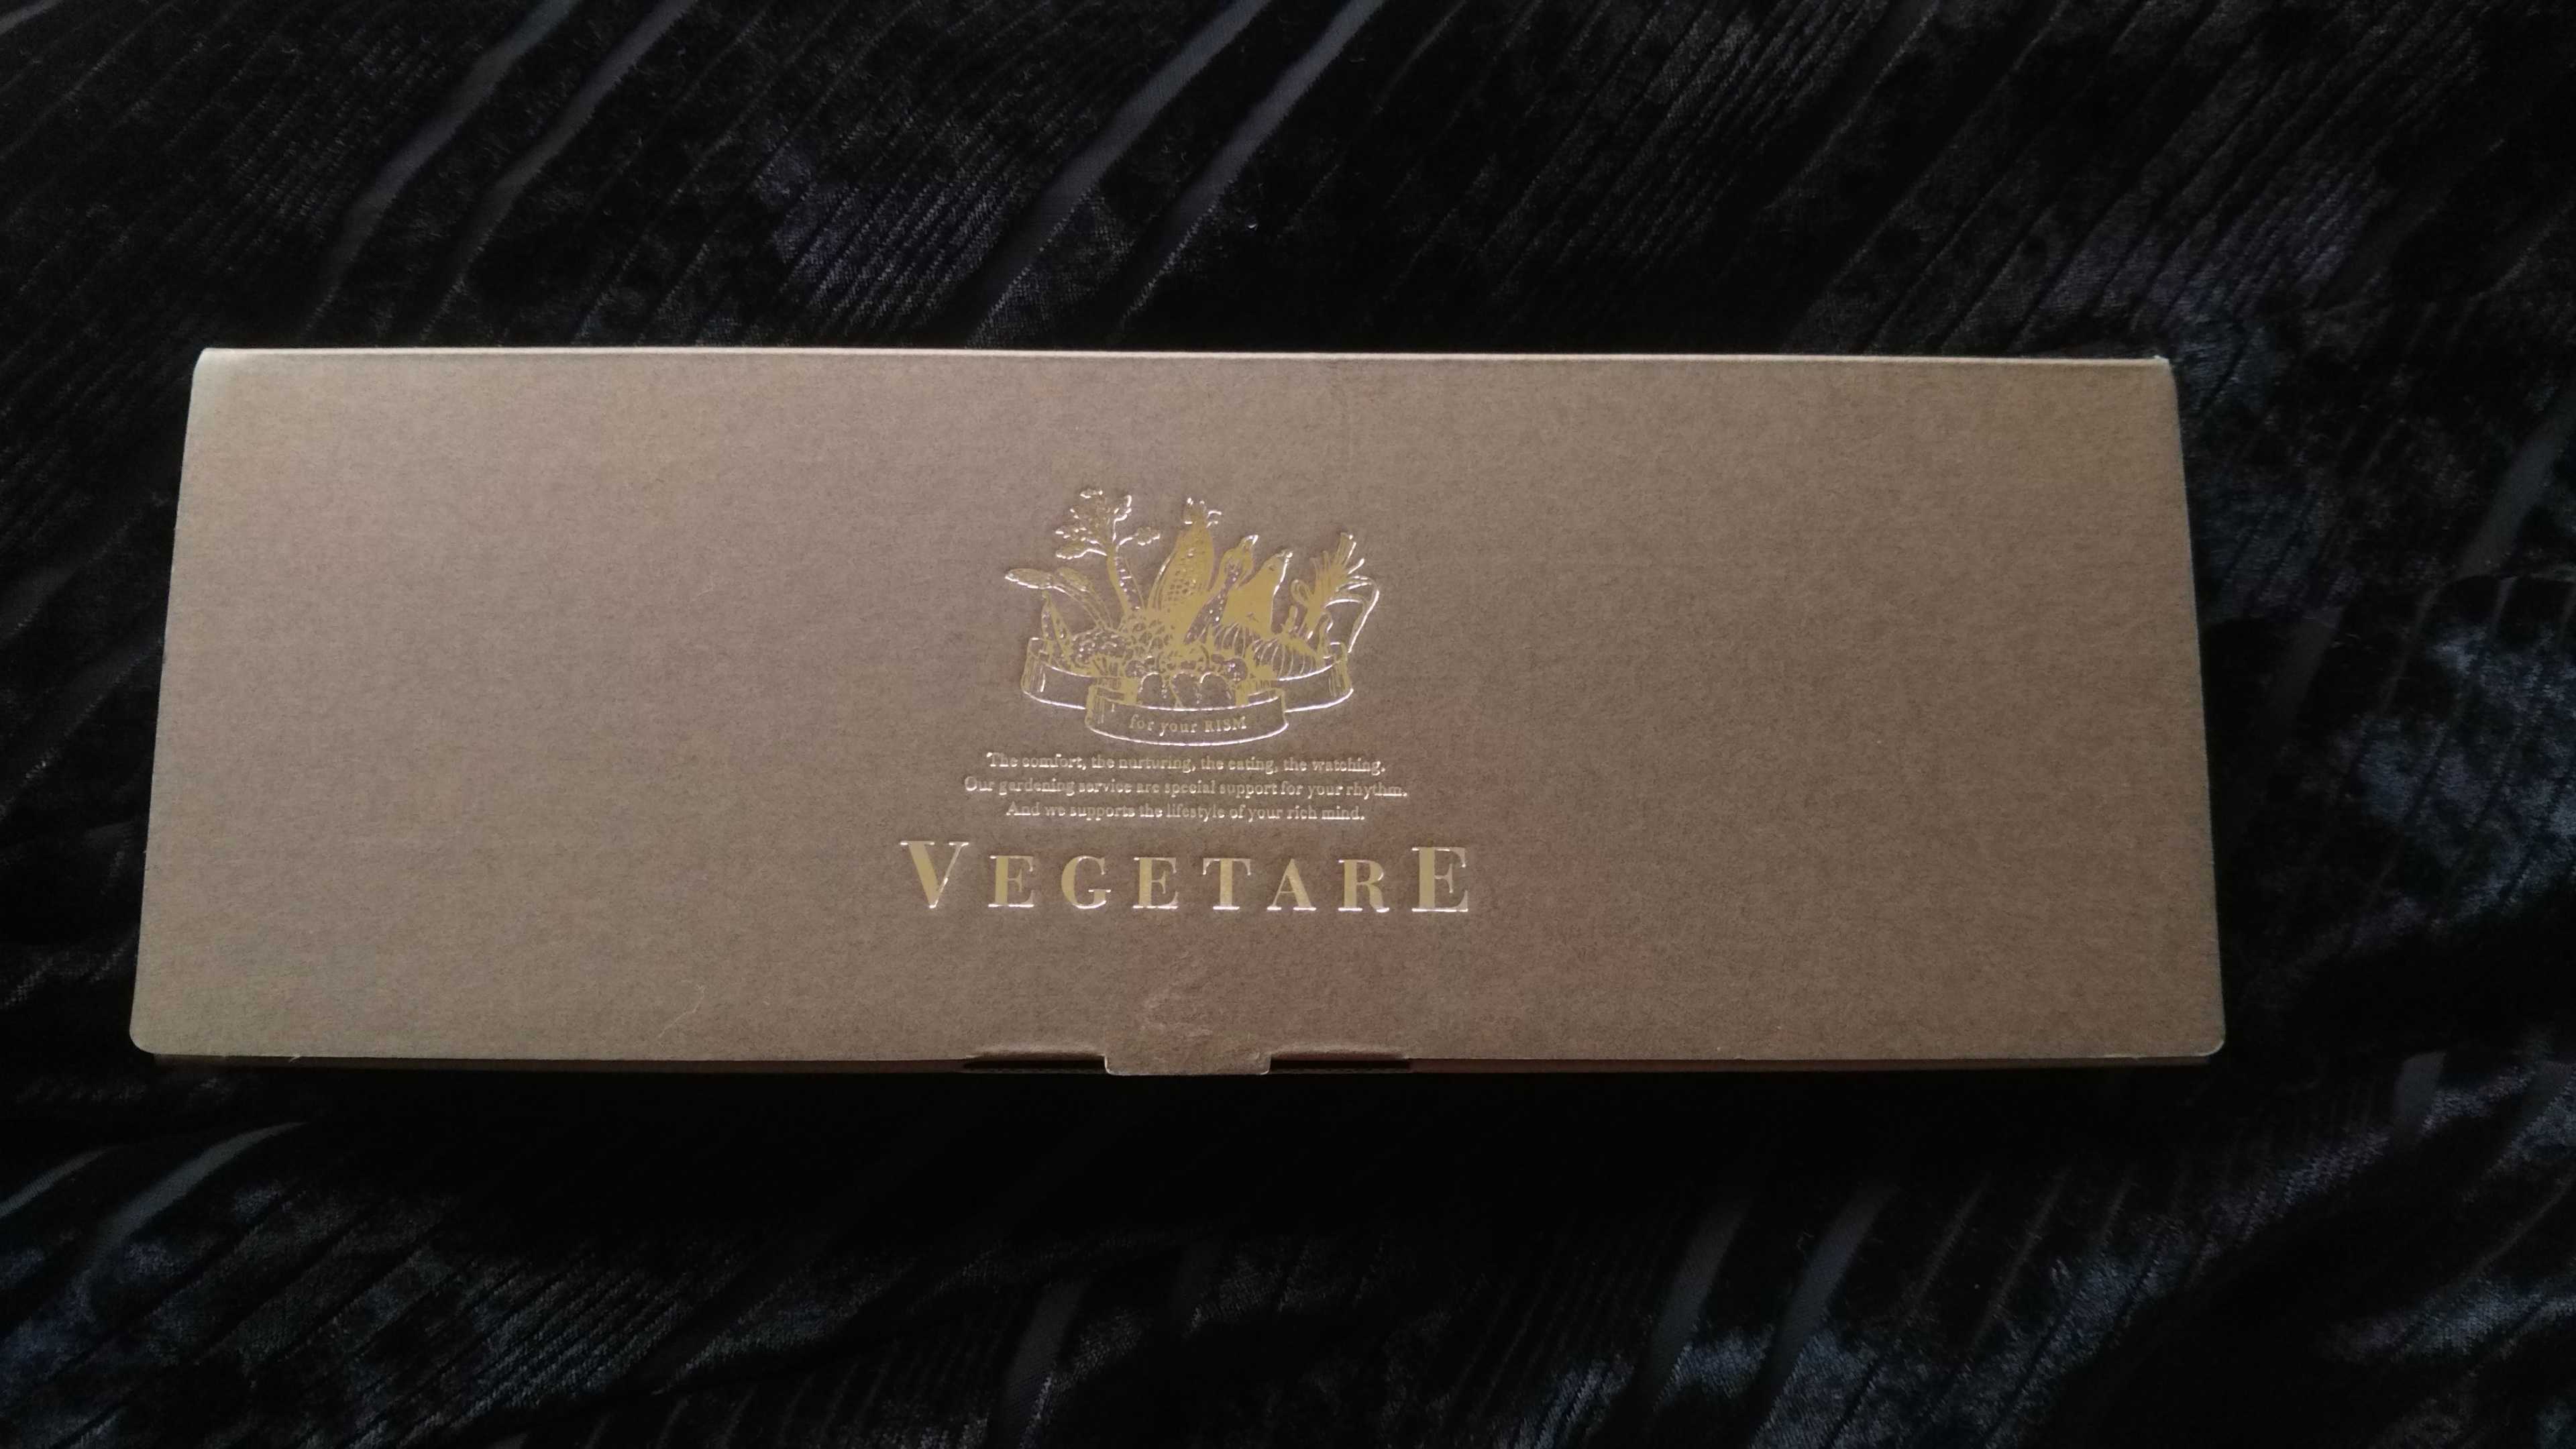 for your RISM
The comfort, the nurturing, the eating, the watching.
Our gardening service are special support for your rhythm.
And we supports the lifestyle of your rich mind.
VEGETARE